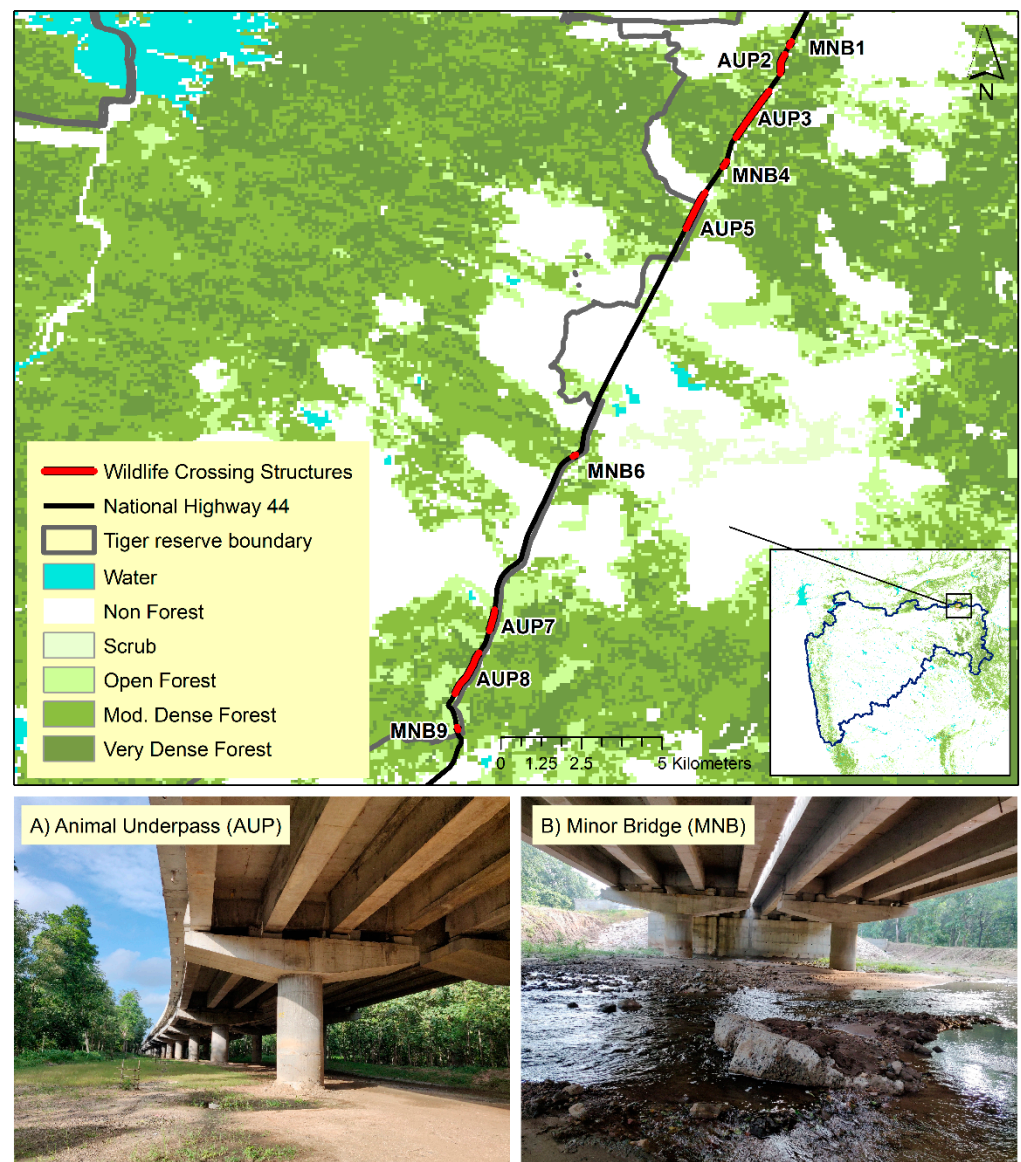 MNB1
AUP2
N
AUP3
MNB4
AUP5
MNB6
Wildlife Crossing Structures
National Highway 44
Tiger reserve boundary
Water
Non Forest
Scrub
Open Forest
Mod. Dense Forest
Very Dense Forest
AUP7
AUP8
MNB9
0 1.25 2.5 5 Kilometers
A) Animal Underpass (AUP)
B) Minor Bridge (MNB)